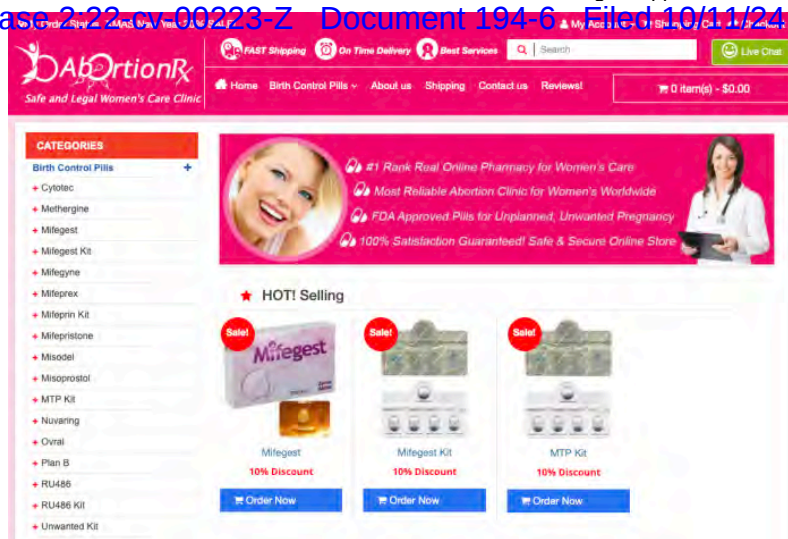 ase 2:22-cv-00223-Z Document 194-6 Filed 10/11/24
FAST Shipping On Time Delivery Best Services Search Live Chat
AbortionRx
Safe and Legal Women's Care Clinic
Home Birth Control Pills About us Shipping Contact us Reviews! 0 item(s) - $0.00
CATEGORIES
Birth Control Pills +
+ Cytotec
+ Methergine
+ Mifegest
+ Mifegest Kit
+ Mifegyne
+ Mifeprex
+ Mifeprin Kit
+ Mifepristone
+ Misodel
+ Misoprostol
+ MTP Kit
+ Nuvaring
+ Ovral
+ Plan B
+ RU486
+ RU486 Kit
+ Unwanted Kit
#1 Rank Real Online Pharmacy for Women's Care
Most Reliable Abortion Clinic for Women's Worldwide
FDA Approved Pills for Unplanned, Unwanted Pregnancy
100% Satisfaction Guaranteed! Safe & Secure Online Store
HOT! Selling
Sale! Sale! Sale!
Mifegest
Mifegest Mifegest Kit MTP Kit
10% Discount 10% Discount 10% Discount
Order Now Order Now Order Now